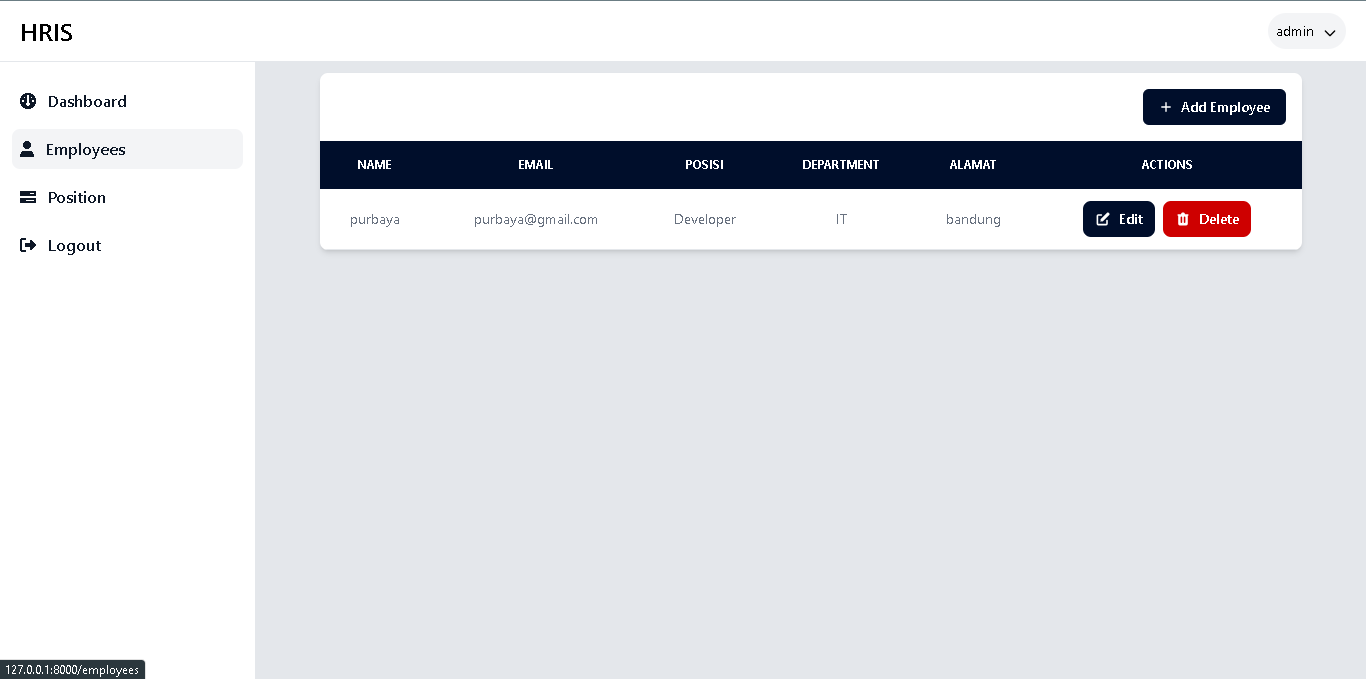 HRIS
admin
Dashboard
Employees
Position
Logout
+ Add Employee
NAME EMAIL POSISI DEPARTMENT ALAMAT ACTIONS
purbaya purbaya@gmail.com Developer IT bandung Edit Delete
127.0.0.1:8000/employees